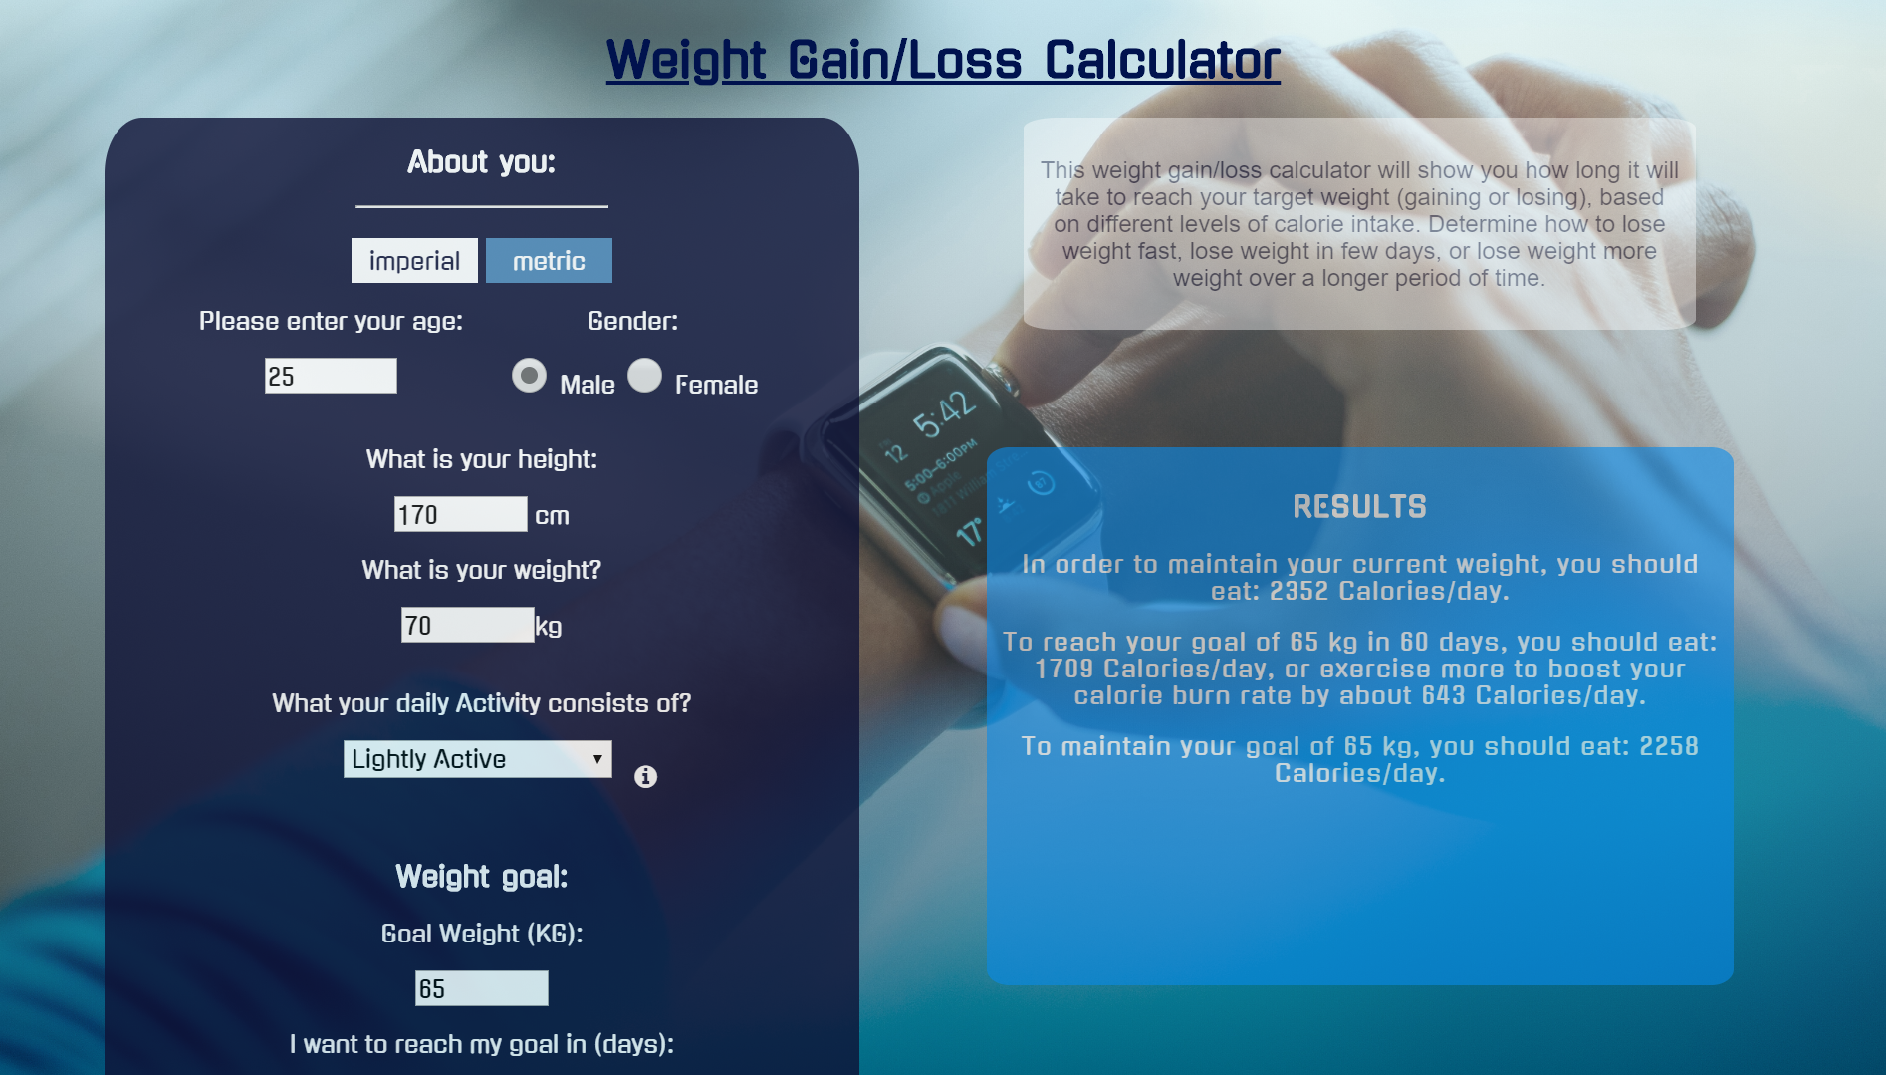 Weight Gain/Loss Calculator
About you:
imperial metric
Please enter your age: Gender:
25 Male Female
What is your height:
170 cm
What is your weight?
70 kg
What your daily Activity consists of?
Lightly Active
Weight goal:
Goal Weight (KG):
65
I want to reach my goal in (days):
This weight gain/loss calculator will show you how long it will
take to reach your target weight (gaining or losing), based
on different levels of calorie intake. Determine how to lose
weight fast, lose weight in few days, or lose weight more
weight over a longer period of time.
5:42
12
5:00–6:00PM
Apple
17°
RESULTS
In order to maintain your current weight, you should
eat: 2352 Calories/day.
To reach your goal of 65 kg in 60 days, you should eat:
1709 Calories/day, or exercise more to boost your
calorie burn rate by about 643 Calories/day.
To maintain your goal of 65 kg, you should eat: 2258
Calories/day.